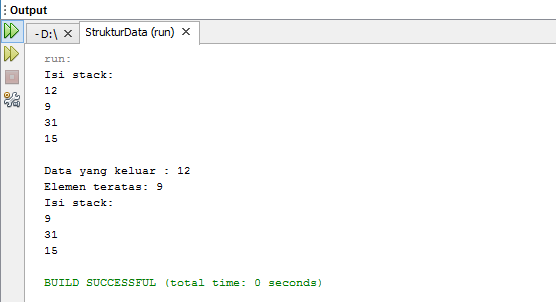 Output
-D:\ ×
StrukturData (run) ×
run:
Isi stack:
12
9
31
15
Data yang keluar : 12
Elemen teratas: 9
Isi stack:
9
31
15
BUILD SUCCESSFUL (total time: 0 seconds)